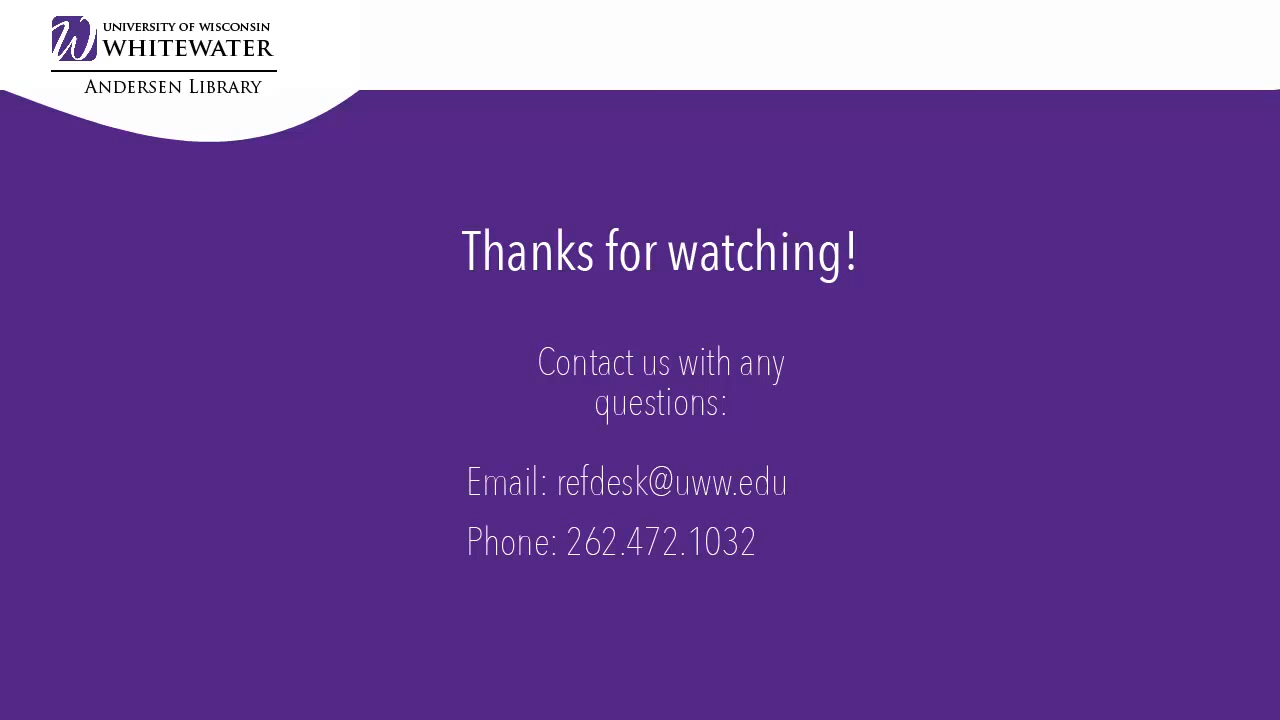 UNIVERSITY OF WISCONSIN
WHITEWATER
ANDERSEN LIBRARY
Thanks for watching!
Contact us with any
questions:
Email: refdesk@uww.edu
Phone: 262.472.1032